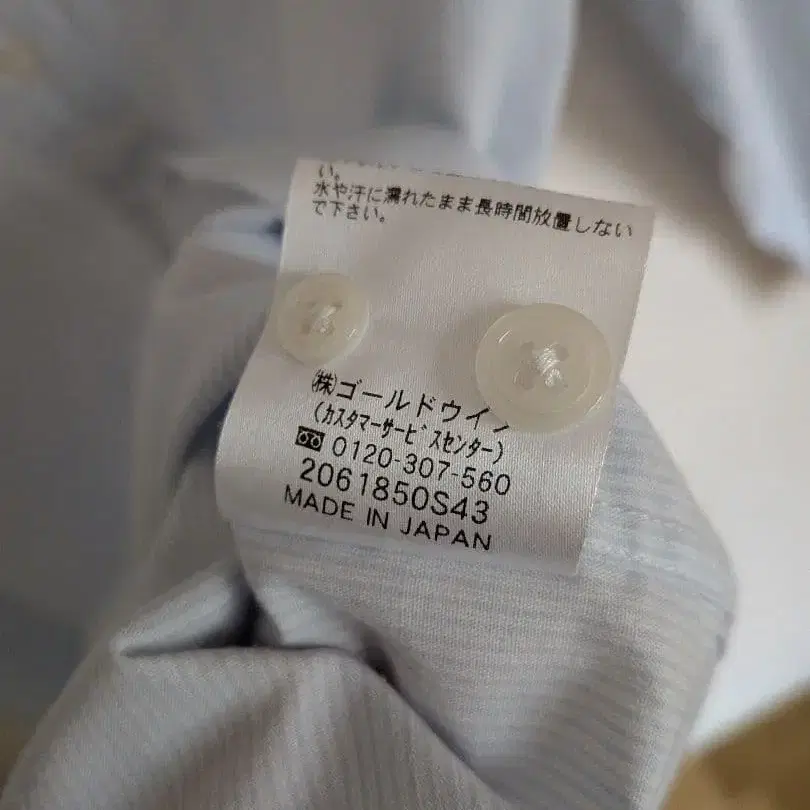 い。
水や汗に濡れたまま長時間放置しない
で下さい。
㈱ゴールドウイン
(カスタマーサービスセンター)
0120-307-560
2061850S43
MADE IN JAPAN